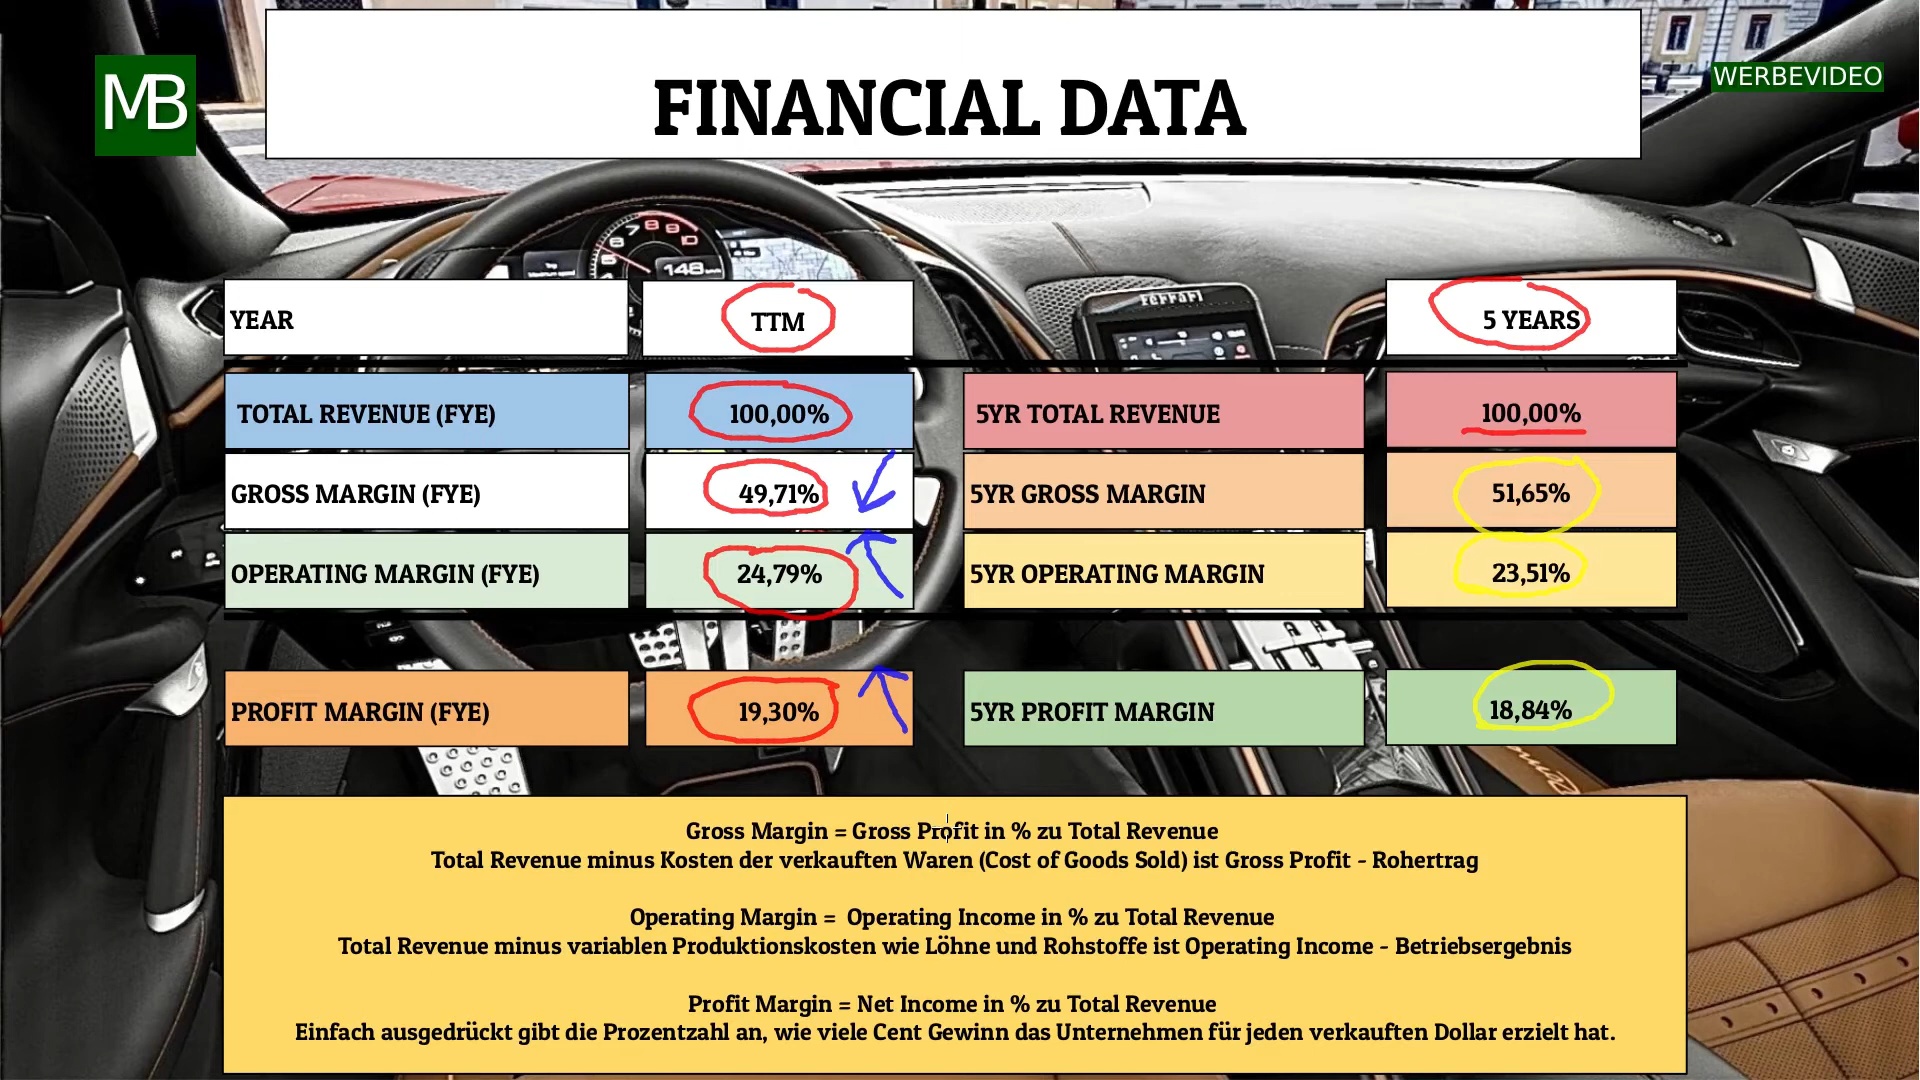 FINANCIAL DATA
MB
WERBEVIDEO
148
Ferrari
YEAR
TTM
5 YEARS
TOTAL REVENUE (FYE)
100,00%
5YR TOTAL REVENUE
100,00%
GROSS MARGIN (FYE)
49,71%
5YR GROSS MARGIN
51,65%
OPERATING MARGIN (FYE)
24,79%
5YR OPERATING MARGIN
23,51%
PROFIT MARGIN (FYE)
19,30%
5YR PROFIT MARGIN
18,84%
Gross Margin = Gross Profit in % zu Total Revenue
Total Revenue minus Kosten der verkauften Waren (Cost of Goods Sold) ist Gross Profit - Rohertrag
Operating Margin = Operating Income in % zu Total Revenue
Total Revenue minus variablen Produktionskosten wie Löhne und Rohstoffe ist Operating Income - Betriebsergebnis
Profit Margin = Net Income in % zu Total Revenue
Einfach ausgedrückt gibt die Prozentzahl an, wie viele Cent Gewinn das Unternehmen für jeden verkauften Dollar erzielt hat.